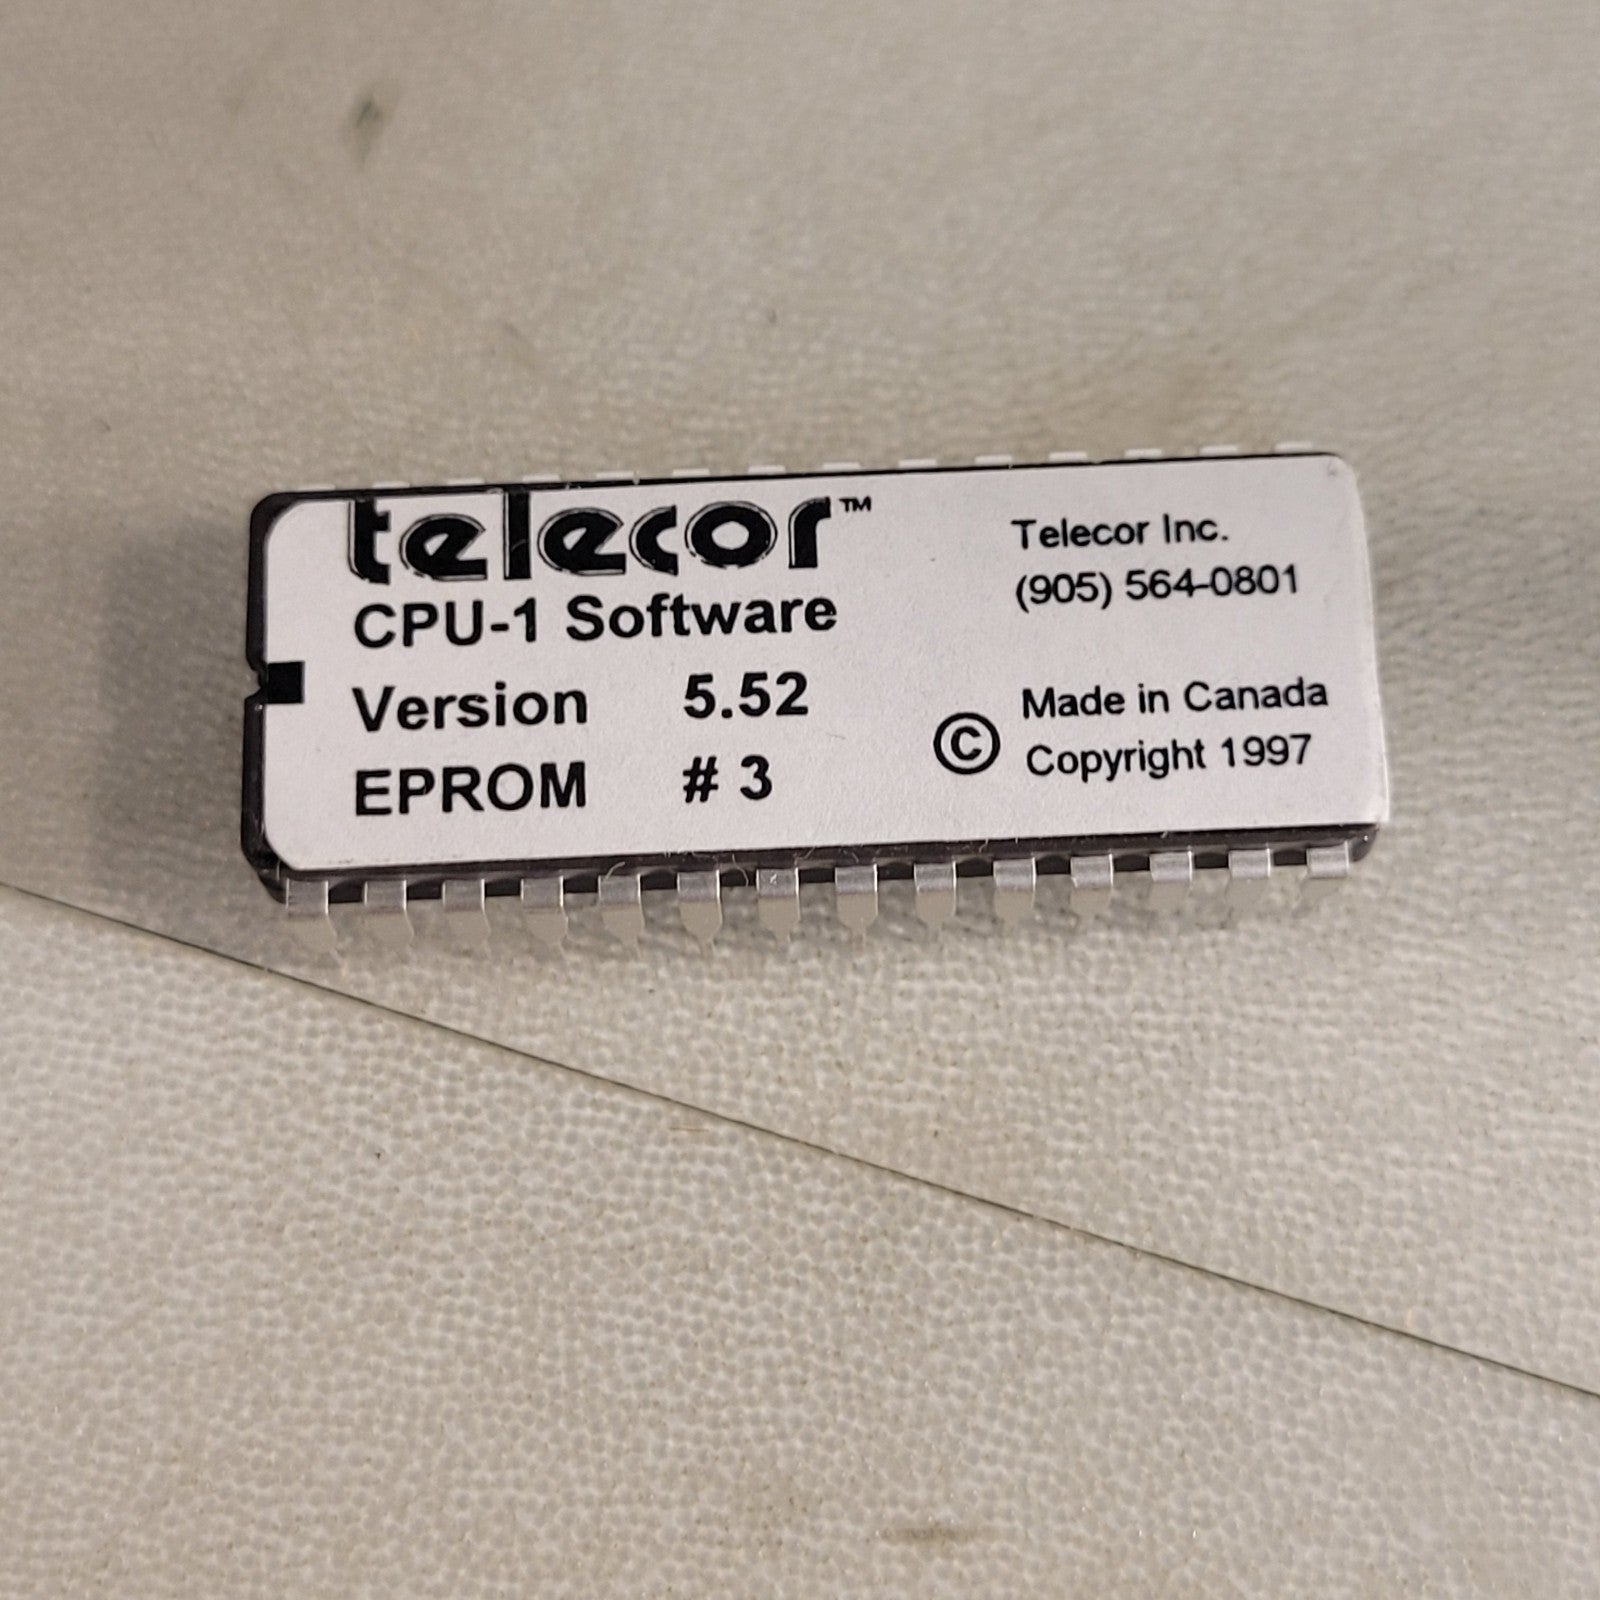 telecor™
CPU-1 Software
Version 5.52
EPROM # 3
Telecor Inc.
(905) 564-0801
Made in Canada
© Copyright 1997